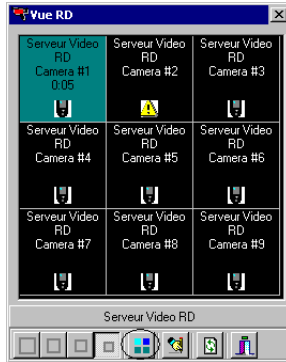 Vue RD
Serveur Video
RD
Camera #1
0:05
Serveur Video
RD
Camera #2
Serveur Video
RD
Camera #3
Serveur Video
RD
Camera #4
Serveur Video
RD
Camera #5
Serveur Video
RD
Camera #6
Serveur Video
RD
Camera #7
Serveur Video
RD
Camera #8
Serveur Video
RD
Camera #9
Serveur Video RD